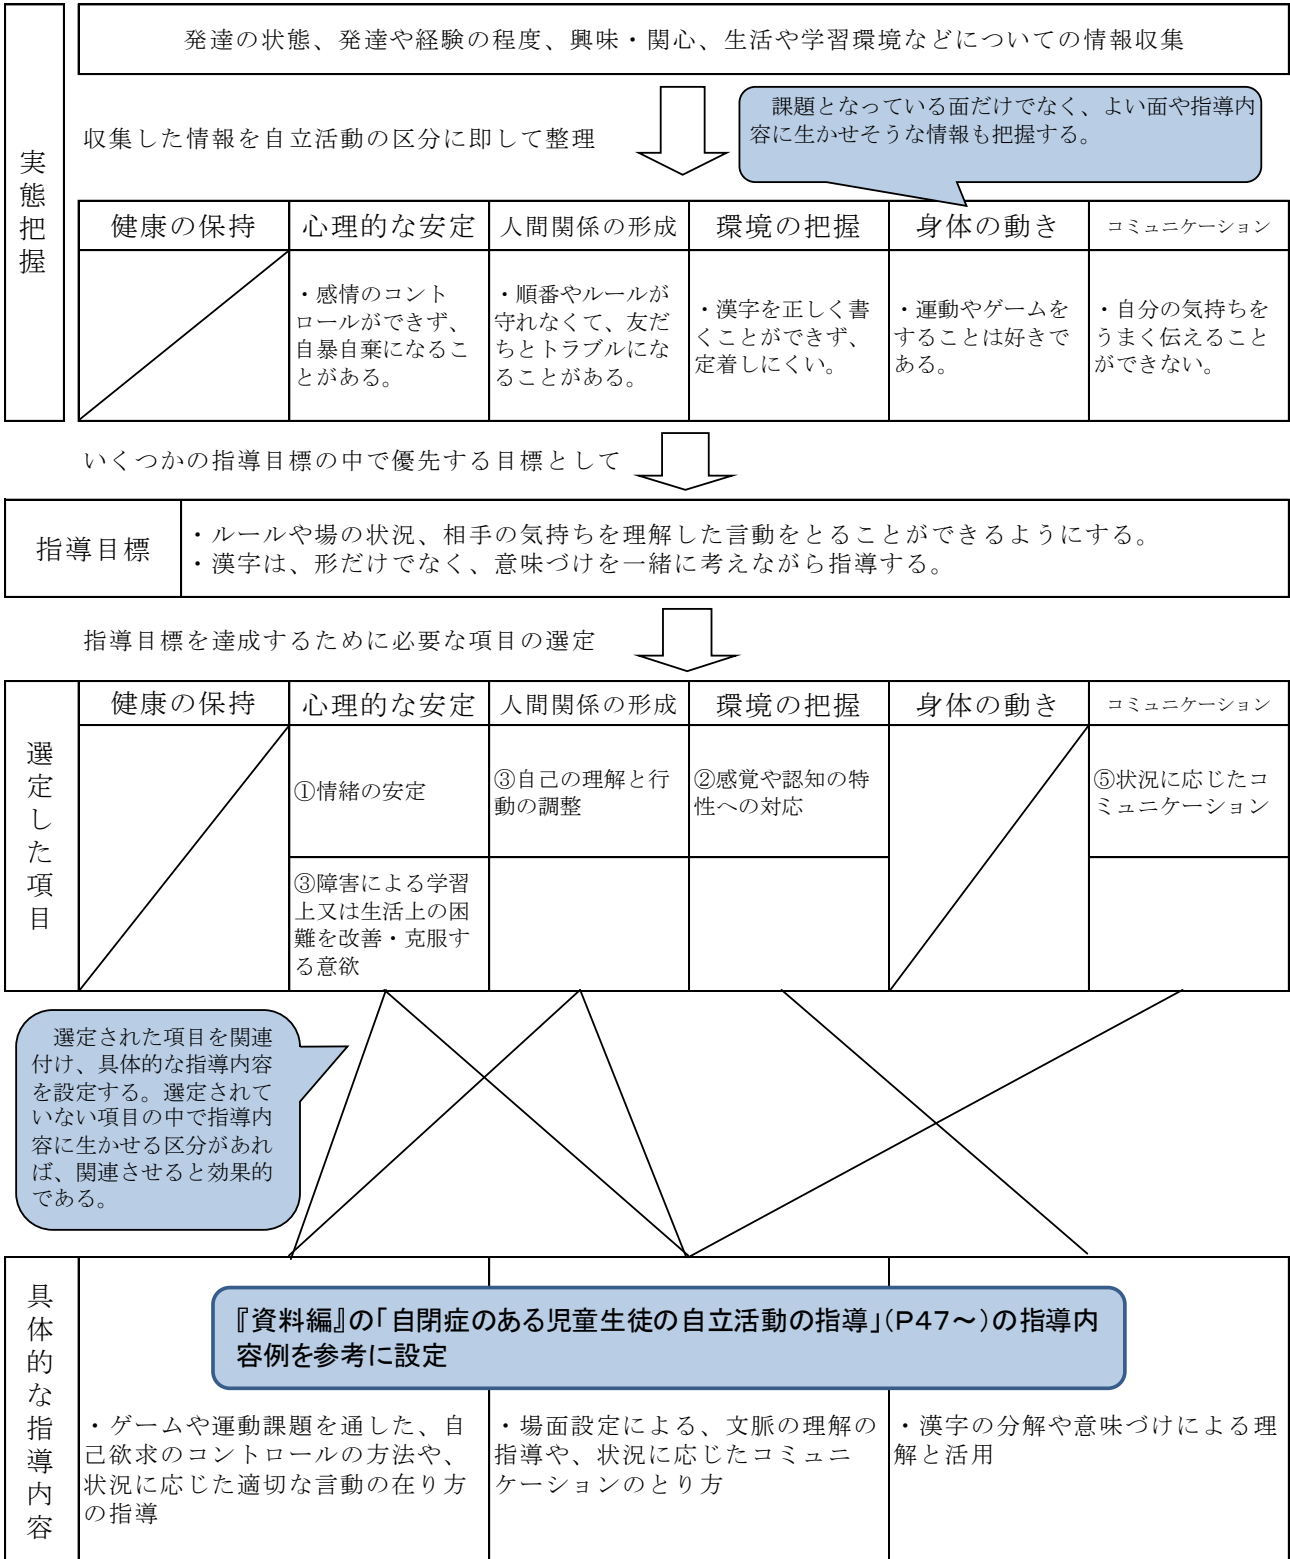 実態把握
発達の状態、発達や経験の程度、興味・関心、生活や学習環境などについての情報収集
収集した情報を自立活動の区分に即して整理
課題となっている面だけでなく、よい面や指導内
容に生かせそうな情報も把握する。
健康の保持
心理的な安定
人間関係の形成
環境の把握
身体の動き
コミュニケーション
・感情のコント
ロールができず、
自暴自棄になるこ
とがある。
・順番やルールが
守れなくて、友だ
ちとトラブルにな
ることがある。
・漢字を正しく書
くことができず、
定着しにくい。
・運動やゲームを
することは好きで
ある。
・自分の気持ちを
うまく伝えること
ができない。
いくつかの指導目標の中で優先する目標として
指導目標
・ルールや場の状況、相手の気持ちを理解した言動をとることができるようにする。
・漢字は、形だけでなく、意味づけを一緒に考えながら指導する。
指導目標を達成するために必要な項目の選定
選定した項目
健康の保持
心理的な安定
人間関係の形成
環境の把握
身体の動き
コミュニケーション
①情緒の安定
③自己の理解と行
動の調整
②感覚や認知の特
性への対応
⑤状況に応じたコ
ミュニケーション
③障害による学習
上又は生活上の困
難を改善・克服す
る意欲
選定された項目を関連
付け、具体的な指導内容
を設定する。選定されて
いない項目の中で指導内
容に生かせる区分があれ
ば、関連させると効果的
である。
具体的な指導内容
『資料編』の「自閉症のある児童生徒の自立活動の指導」(P47～)の指導内
容例を参考に設定
・ゲームや運動課題を通した、自
己欲求のコントロールの方法や、
状況に応じた適切な言動の在り方
の指導
・場面設定による、文脈の理解の
指導や、状況に応じたコミュニ
ケーションのとり方
・漢字の分解や意味づけによる理
解と活用